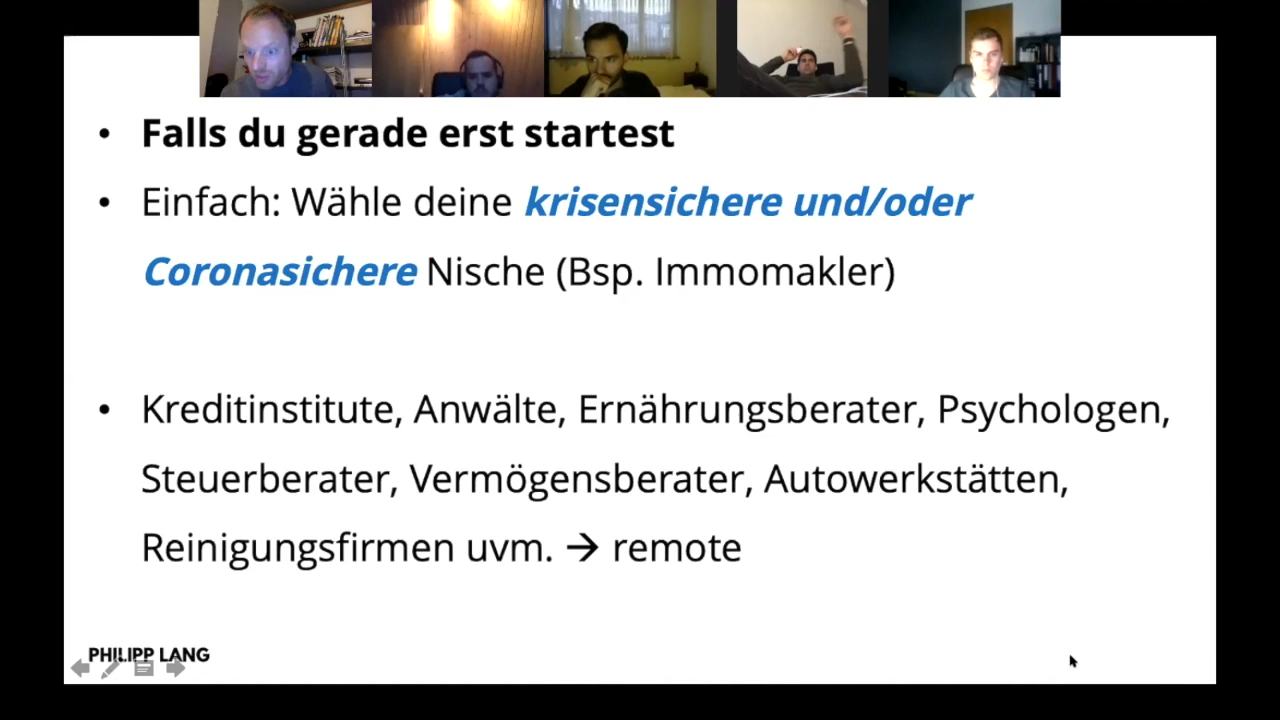 • Falls du gerade erst startest
• Einfach: Wähle deine krisensichere und/oder
Coronasichere Nische (Bsp. Immomakler)
• Kreditinstitute, Anwälte, Ernährungsberater, Psychologen,
Steuerberater, Vermögensberater, Autowerkstätten,
Reinigungsfirmen uvm. → remote
PHILIPP LANG